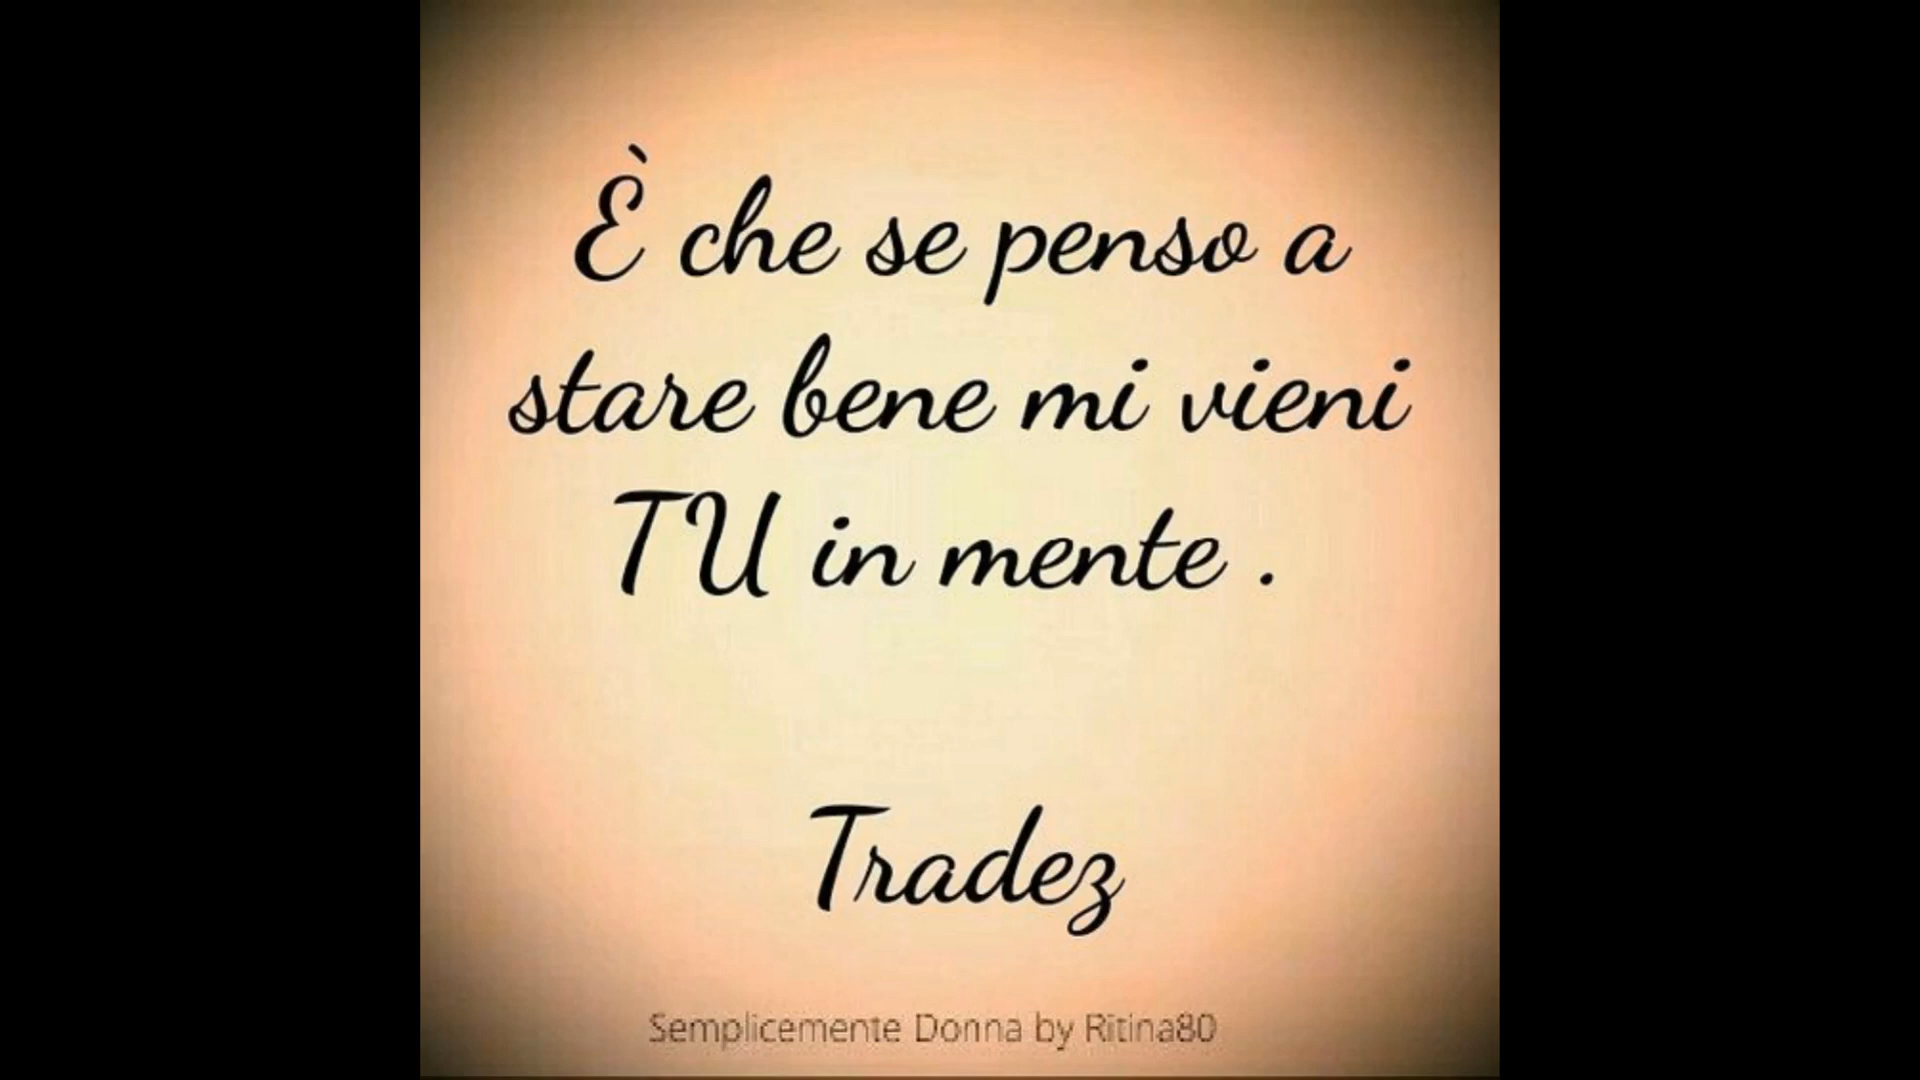 È che se penso a
stare bene mi vieni
TU in mente .
Tradez
Semplicemente Donna by Ritina80